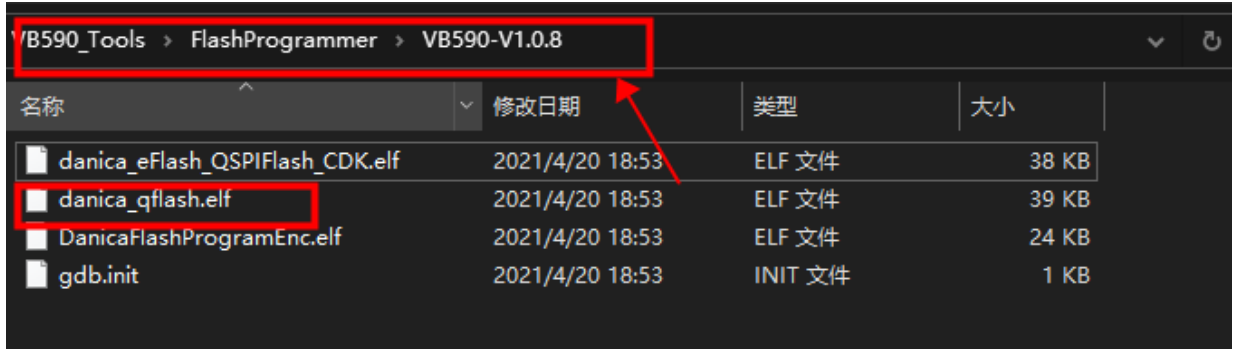 VB590_Tools > FlashProgrammer > VB590-V1.0.8
名称 修改日期 类型 大小
danica_eFlash_QSPIFlash_CDK.elf 2021/4/20 18:53 ELF 文件 38 KB
danica_qflash.elf 2021/4/20 18:53 ELF 文件 39 KB
DanicaFlashProgramEnc.elf 2021/4/20 18:53 ELF 文件 24 KB
gdb.init 2021/4/20 18:53 INIT 文件 1 KB